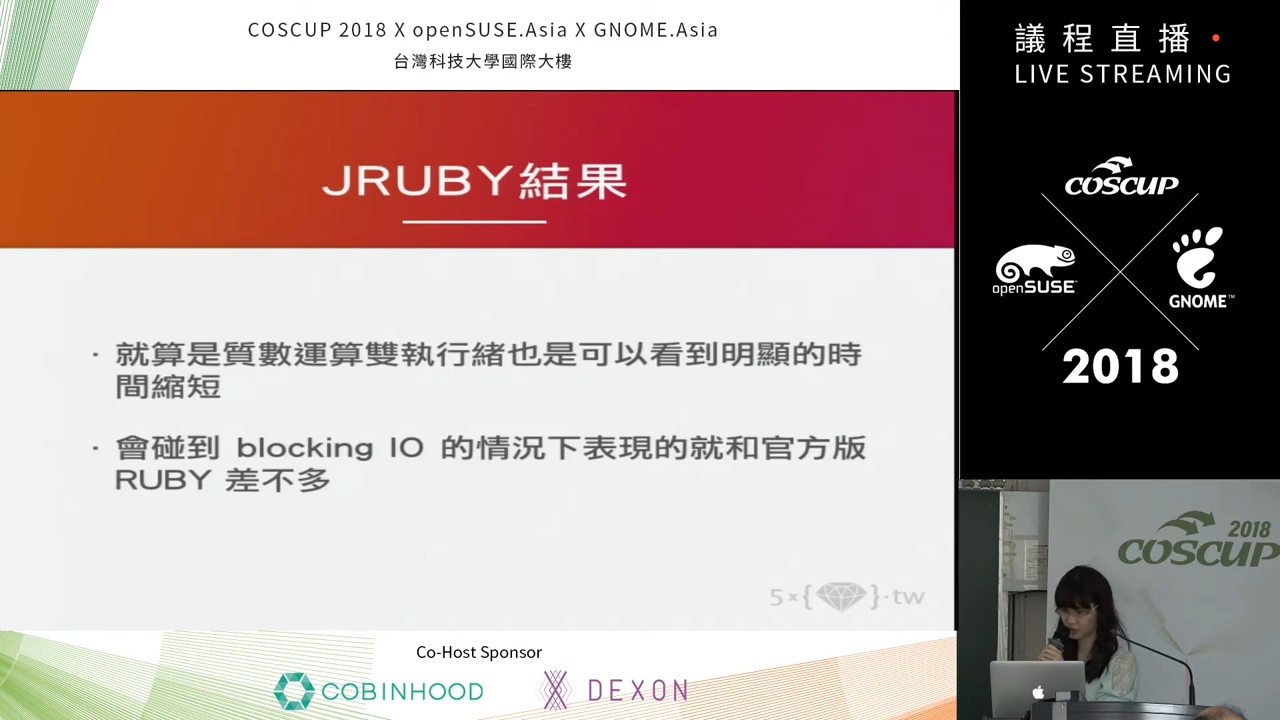 COSCUP 2018 X openSUSE.Asia X GNOME.Asia
台灣科技大學國際大樓
議程直播
LIVE STREAMING
JRUBY結果
· 就算是質數運算雙執行緒也是可以看到明顯的時
間縮短
· 會碰到 blocking IO 的情況下表現的就和官方版
RUBY 差不多
5×{}·tw
COSCUP
openSUSE
GNOME™
2018
2018
COSCUP
Co-Host Sponsor
COBINHOOD
DEXON